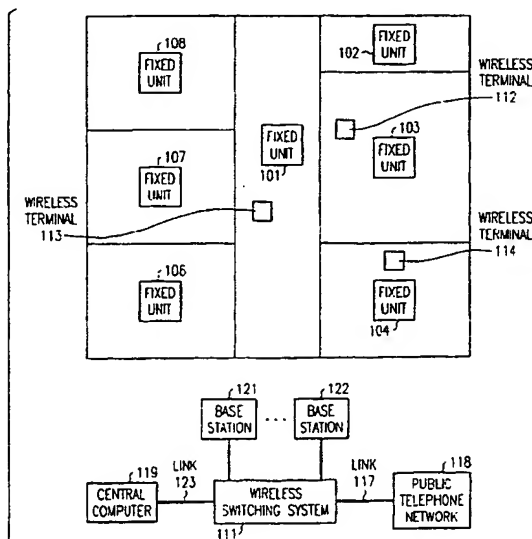 108
FIXED
UNIT
102
FIXED
UNIT
WIRELESS
TERMINAL
112
103
FIXED
UNIT
FIXED
UNIT
101
107
FIXED
UNIT
WIRELESS
TERMINAL
113
WIRELESS
TERMINAL
114
106
FIXED
UNIT
FIXED
UNIT
104
121
BASE
STATION
...
122
BASE
STATION
119
CENTRAL
COMPUTER
LINK
123
WIRELESS
SWITCHING SYSTEM
111
LINK
117
118
PUBLIC
TELEPHONE
NETWORK